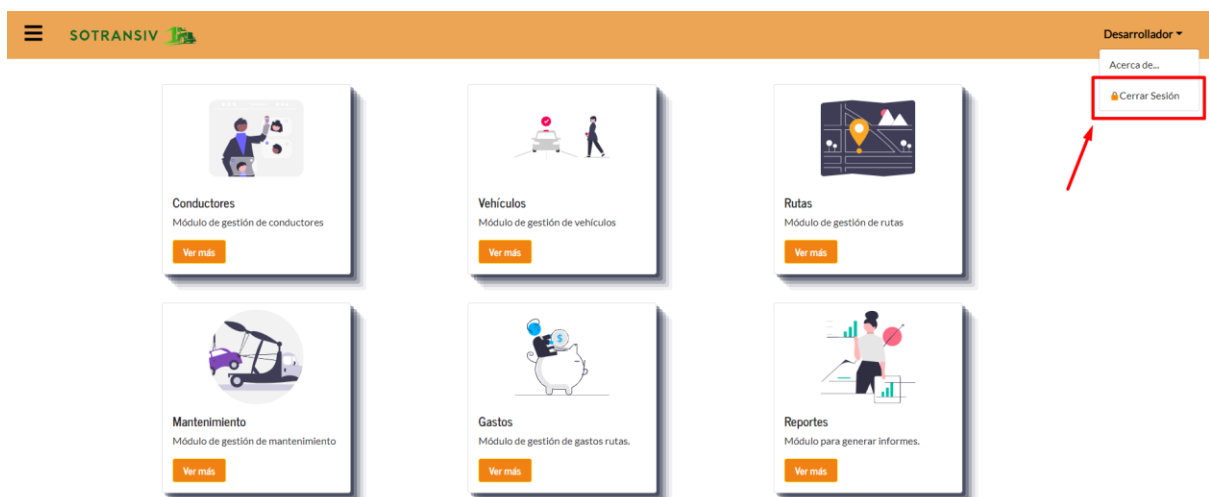 SOTRANSIV
Desarrollador
Acerca de...
Cerrar Sesión
Conductores
Módulo de gestión de conductores
Ver más
Vehículos
Módulo de gestión de vehículos
Ver más
Rutas
Módulo de gestión de rutas
Ver más
Mantenimiento
Módulo de gestión de mantenimiento
Ver más
Gastos
Módulo de gestión de gastos rutas.
Ver más
Reportes
Módulo para generar informes.
Ver más